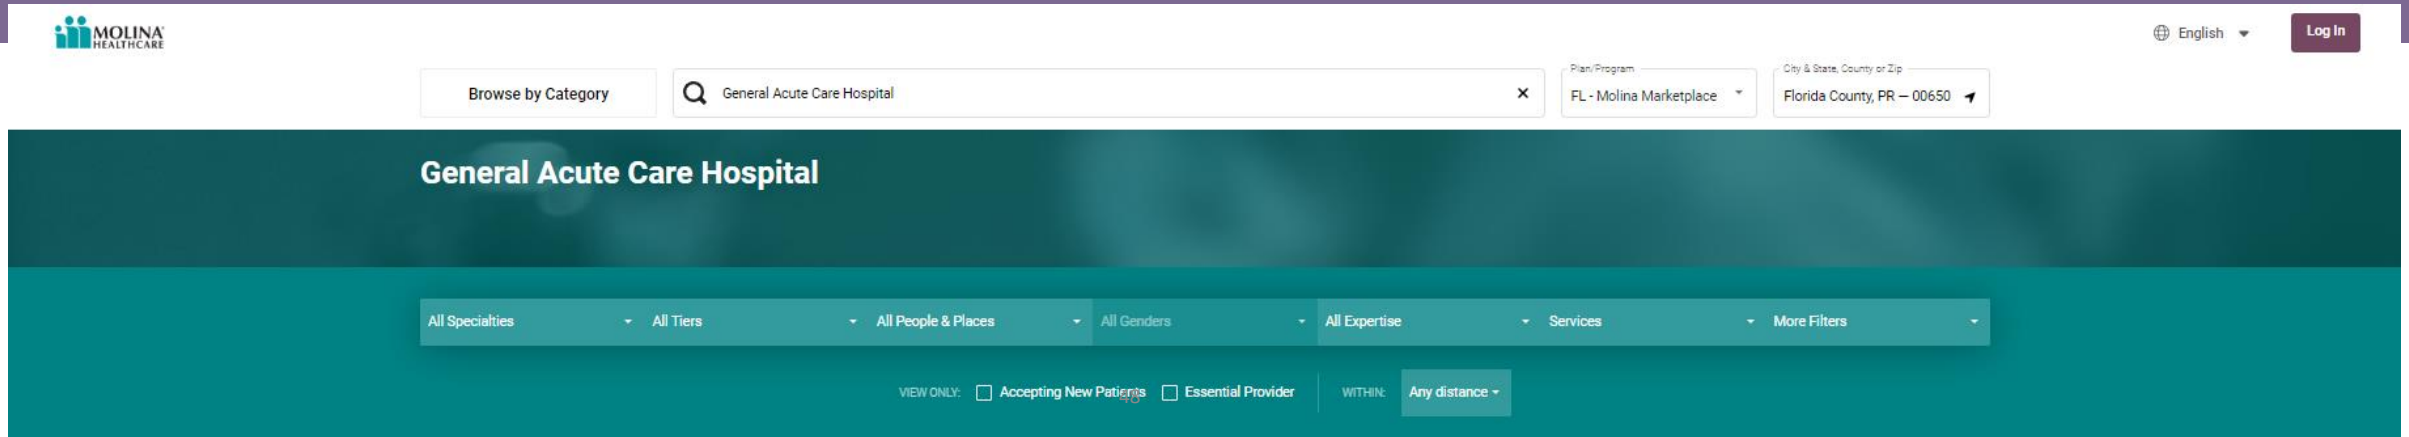 MOLINA
HEALTHCARE
English
Log In
Browse by Category
General Acute Care Hospital
Plan/Program
FL - Molina Marketplace
City & State, County or Zip
Florida County, PR — 00650
General Acute Care Hospital
All Specialties
All Tiers
All People & Places
All Genders
All Expertise
Services
More Filters
VIEW ONLY:
Accepting New Patients
48
Essential Provider
WITHIN:
Any distance